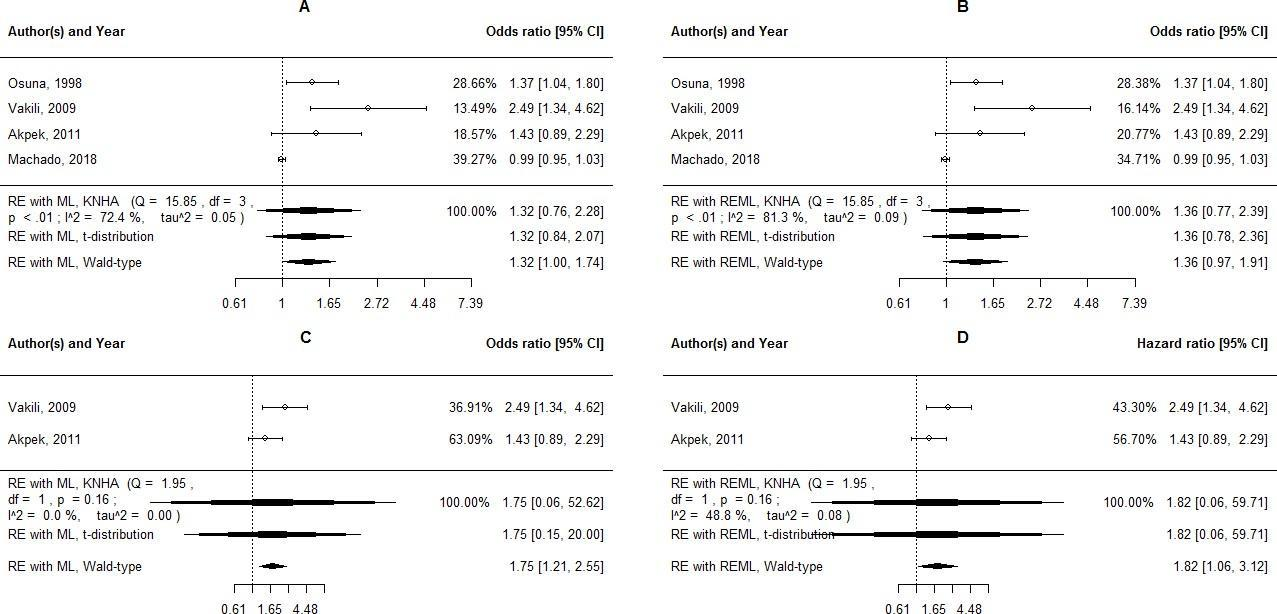 A
Author(s) and Year Odds ratio [95% CI]
Osuna, 1998 28.66% 1.37 [1.04, 1.80]
Vakili, 2009 13.49% 2.49 [1.34, 4.62]
Akpek, 2011 18.57% 1.43 [0.89, 2.29]
Machado, 2018 39.27% 0.99 [0.95, 1.03]
RE with ML, KNHA (Q = 15.85 , df = 3 ,
p < .01 ; I^2 = 72.4 %, tau^2 = 0.05 ) 100.00% 1.32 [0.76, 2.28]
RE with ML, t-distribution 1.32 [0.84, 2.07]
RE with ML, Wald-type 1.32 [1.00, 1.74]
0.61 1 1.65 2.72 4.48 7.39
B
Author(s) and Year Odds ratio [95% CI]
Osuna, 1998 28.38% 1.37 [1.04, 1.80]
Vakili, 2009 16.14% 2.49 [1.34, 4.62]
Akpek, 2011 20.77% 1.43 [0.89, 2.29]
Machado, 2018 34.71% 0.99 [0.95, 1.03]
RE with REML, KNHA (Q = 15.85 , df = 3 ,
p < .01 ; I^2 = 81.3 %, tau^2 = 0.09 ) 100.00% 1.36 [0.77, 2.39]
RE with REML, t-distribution 1.36 [0.78, 2.36]
RE with REML, Wald-type 1.36 [0.97, 1.91]
0.61 1 1.65 2.72 4.48 7.39
C
Author(s) and Year Odds ratio [95% CI]
Vakili, 2009 36.91% 2.49 [1.34, 4.62]
Akpek, 2011 63.09% 1.43 [0.89, 2.29]
RE with ML, KNHA (Q = 1.95 ,
df = 1 , p = 0.16 ; 100.00% 1.75 [0.06, 52.62]
I^2 = 0.0 %, tau^2 = 0.00 )
RE with ML, t-distribution 1.75 [0.15, 20.00]
RE with ML, Wald-type 1.75 [1.21, 2.55]
0.61 1.65 4.48
D
Author(s) and Year Hazard ratio [95% CI]
Vakili, 2009 43.30% 2.49 [1.34, 4.62]
Akpek, 2011 56.70% 1.43 [0.89, 2.29]
RE with REML, KNHA (Q = 1.95 ,
df = 1 , p = 0.16 ; 100.00% 1.82 [0.06, 59.71]
I^2 = 48.8 %, tau^2 = 0.08 )
RE with REML, t-distribution 1.82 [0.06, 59.71]
RE with REML, Wald-type 1.82 [1.06, 3.12]
0.61 1.65 4.48